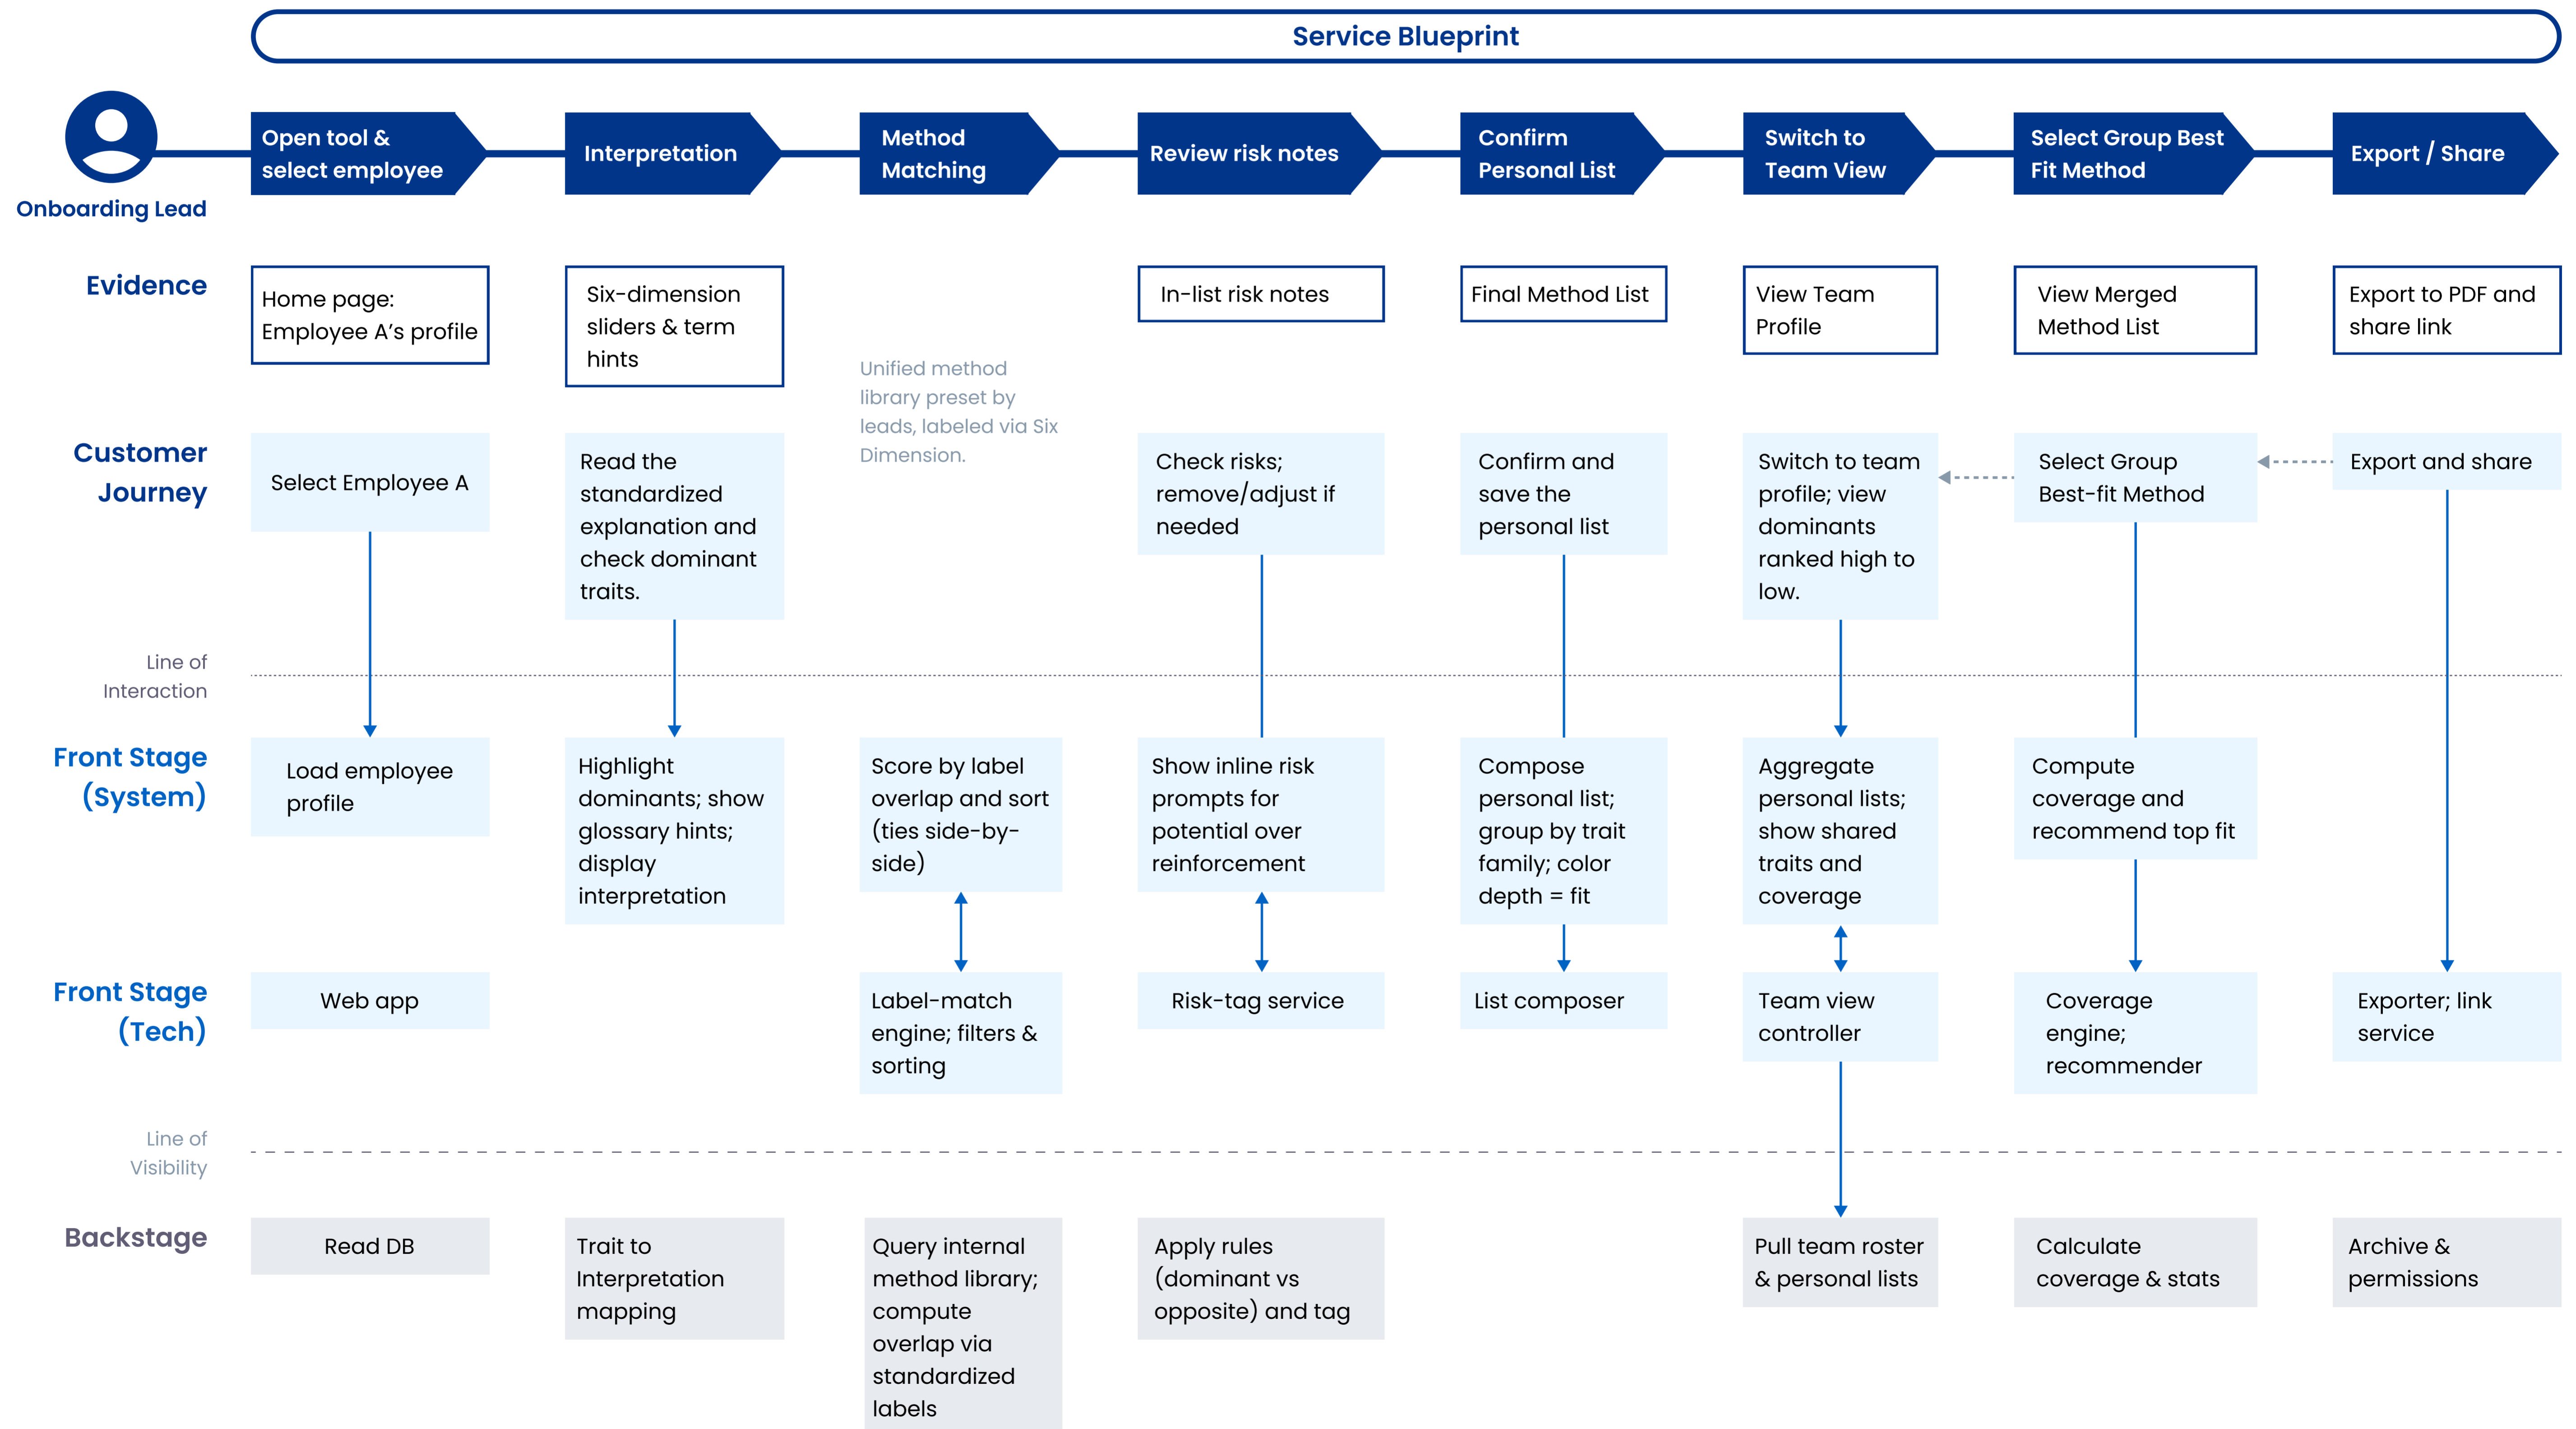 Service Blueprint
Onboarding Lead
Open tool &
select employee
Interpretation
Method
Matching
Review risk notes
Confirm
Personal List
Switch to
Team View
Select Group Best
Fit Method
Export / Share
Evidence
Home page:
Employee A’s profile
Six-dimension
sliders & term
hints
In-list risk notes
Final Method List
View Team
Profile
View Merged
Method List
Export to PDF and
share link
Unified method
library preset by
leads, labeled via Six
Dimension.
Customer
Journey
Select Employee A
Read the
standardized
explanation and
check dominant
traits.
Check risks;
remove/adjust if
needed
Confirm and
save the
personal list
Switch to team
profile; view
dominants
ranked high to
low.
Select Group
Best-fit Method
Export and share
Line of
Interaction
Front Stage
(System)
Load employee
profile
Highlight
dominants; show
glossary hints;
display
interpretation
Score by label
overlap and sort
(ties side-by-
side)
Show inline risk
prompts for
potential over
reinforcement
Compose
personal list;
group by trait
family; color
depth = fit
Aggregate
personal lists;
show shared
traits and
coverage
Compute
coverage and
recommend top fit
Front Stage
(Tech)
Web app
Label-match
engine; filters &
sorting
Risk-tag service
List composer
Team view
controller
Coverage
engine;
recommender
Exporter; link
service
Line of
Visibility
Backstage
Read DB
Trait to
Interpretation
mapping
Query internal
method library;
compute
overlap via
standardized
labels
Apply rules
(dominant vs
opposite) and tag
Pull team roster
& personal lists
Calculate
coverage & stats
Archive &
permissions